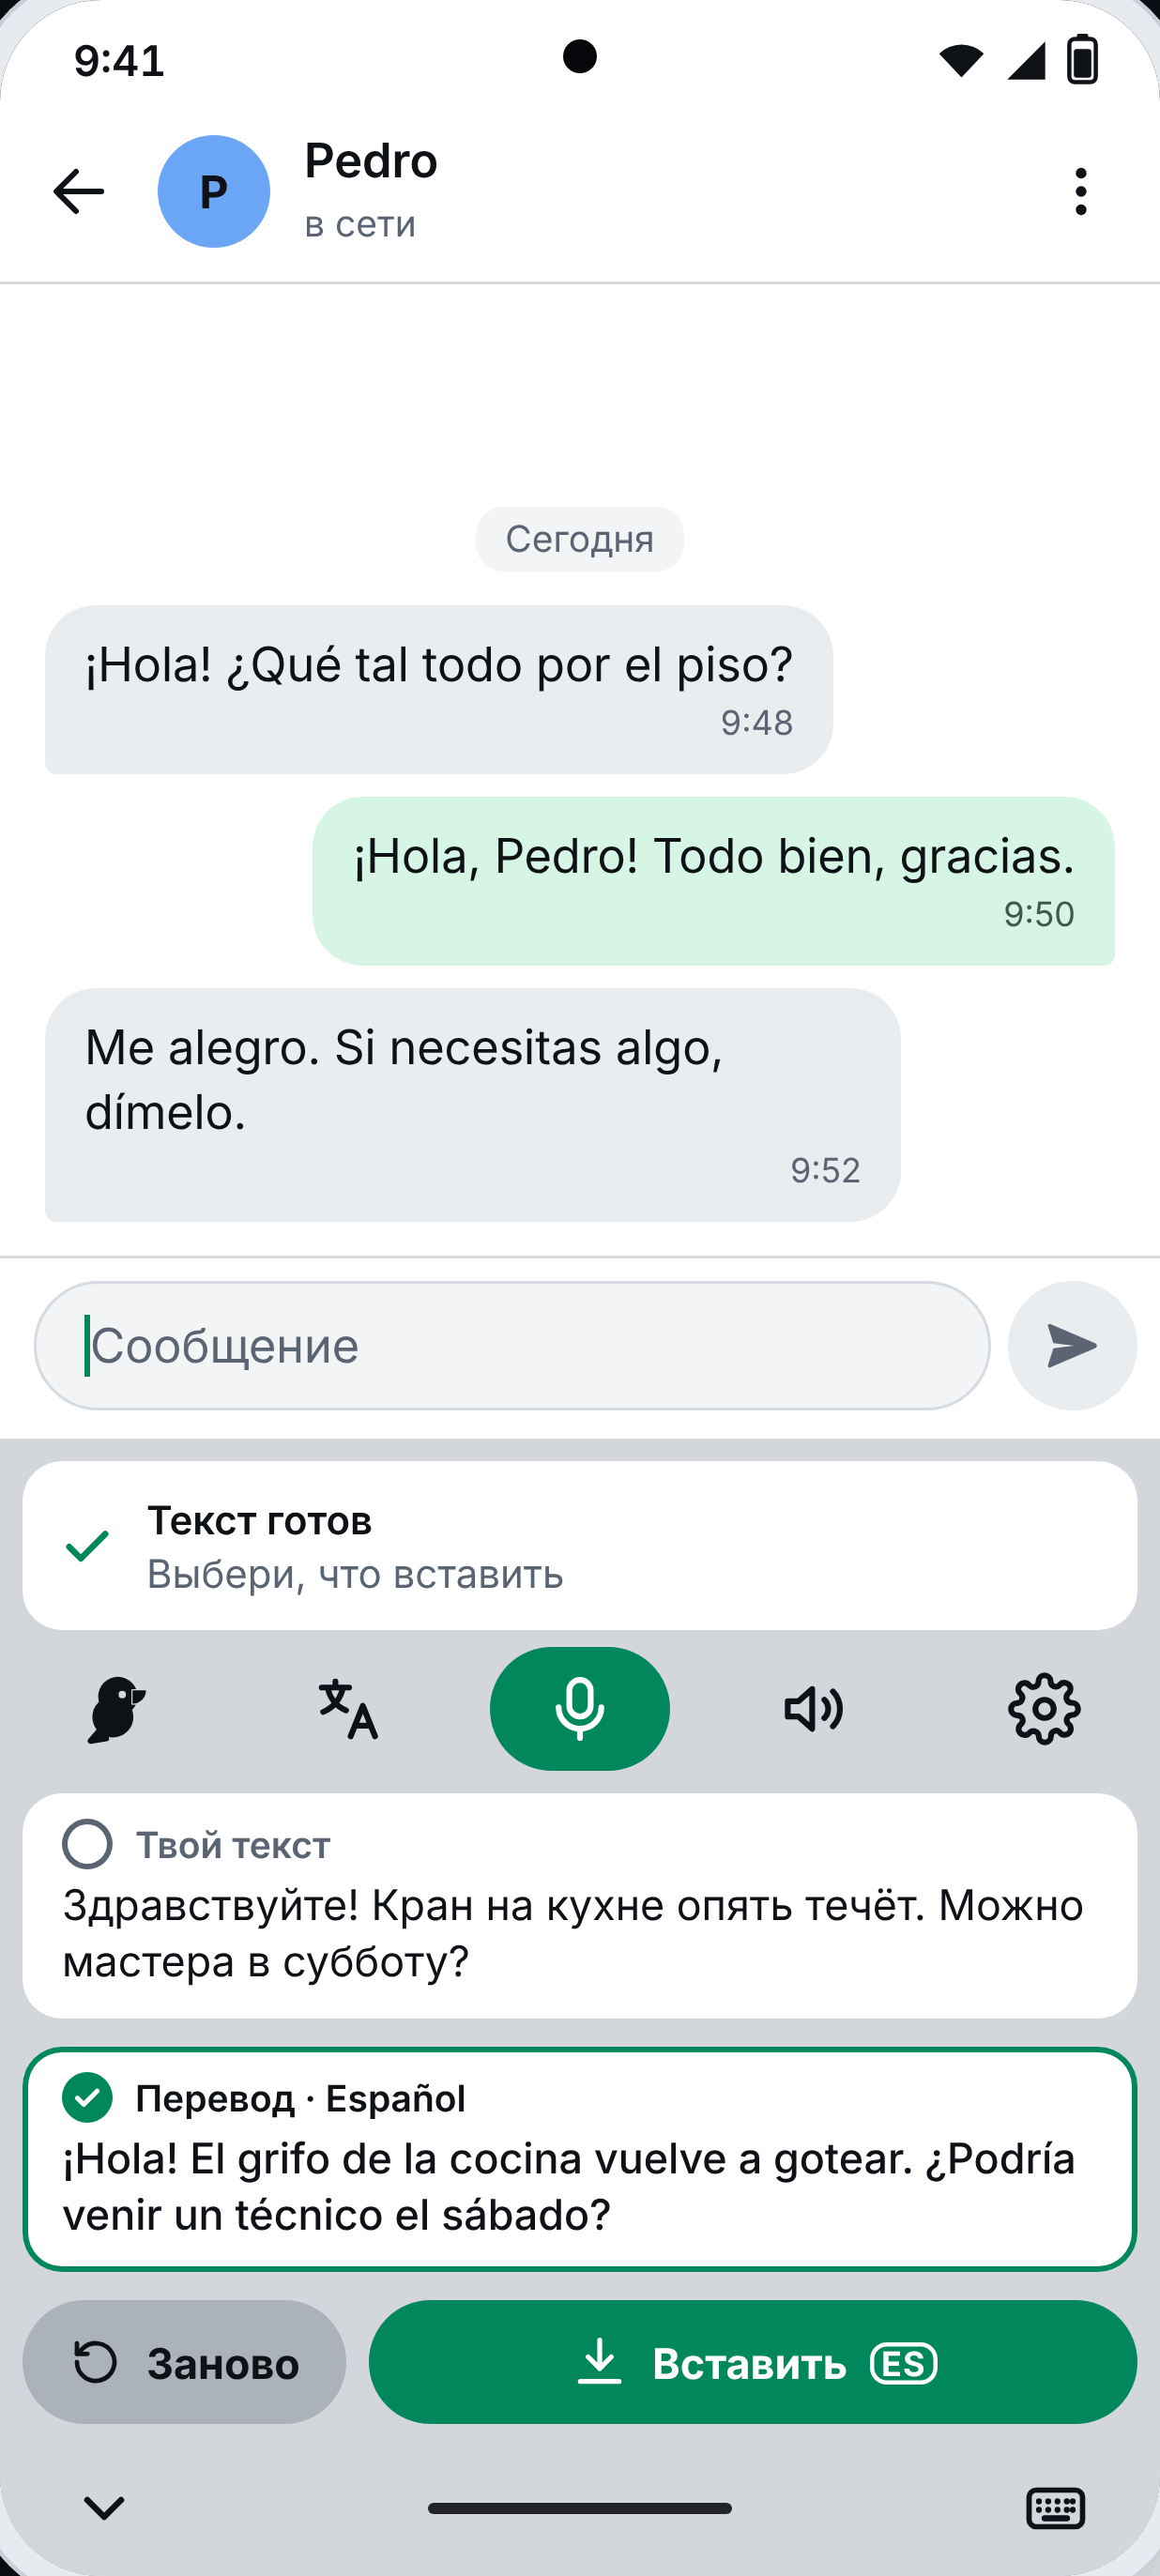 9:41
P
Pedro
в сети
Сегодня
¡Hola! ¿Qué tal todo por el piso?
9:48
¡Hola, Pedro! Todo bien, gracias.
9:50
Me alegro. Si necesitas algo,
dímelo.
9:52
Сообщение
Текст готов
Выбери, что вставить
Твой текст
Здравствуйте! Кран на кухне опять течёт. Можно
мастера в субботу?
Перевод · Español
¡Hola! El grifo de la cocina vuelve a gotear. ¿Podría
venir un técnico el sábado?
Заново
Вставить ES